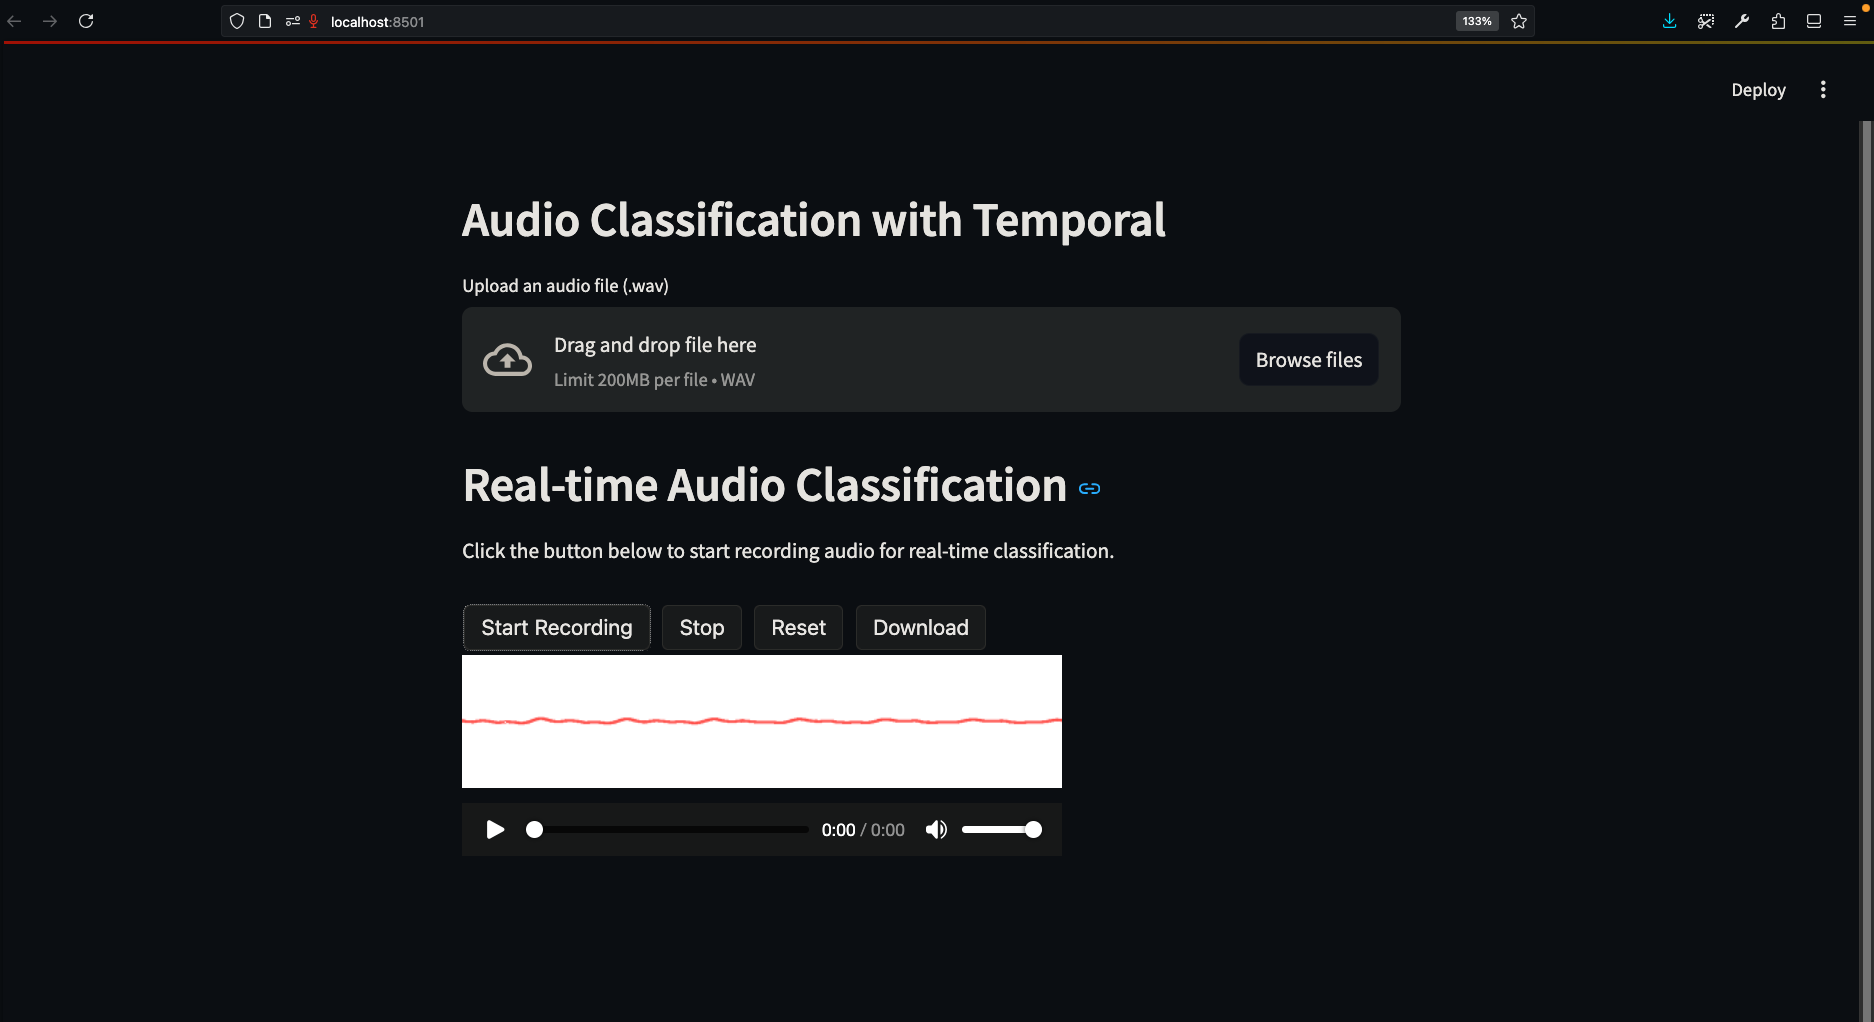 localhost:8501
133%
Deploy
Audio Classification with Temporal
Upload an audio file (.wav)
Drag and drop file here
Limit 200MB per file • WAV
Browse files
Real-time Audio Classification
Click the button below to start recording audio for real-time classification.
Start Recording
Stop
Reset
Download
0:00 / 0:00